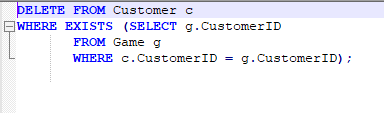 DELETE FROM Customer c
WHERE EXISTS (SELECT g.CustomerID
FROM Game g
WHERE c.CustomerID = g.CustomerID);